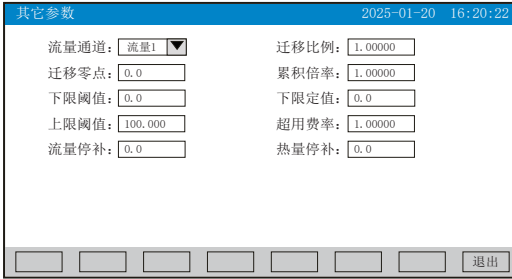 其它参数 2025-01-20 16:20:22
流量通道: 流量1 迁移比例: 1.00000
迁移零点: 0.0 累积倍率: 1.00000
下限阈值: 0.0 下限定值: 0.0
上限阈值: 100.000 超用费率: 1.00000
流量停补: 0.0 热量停补: 0.0
退出